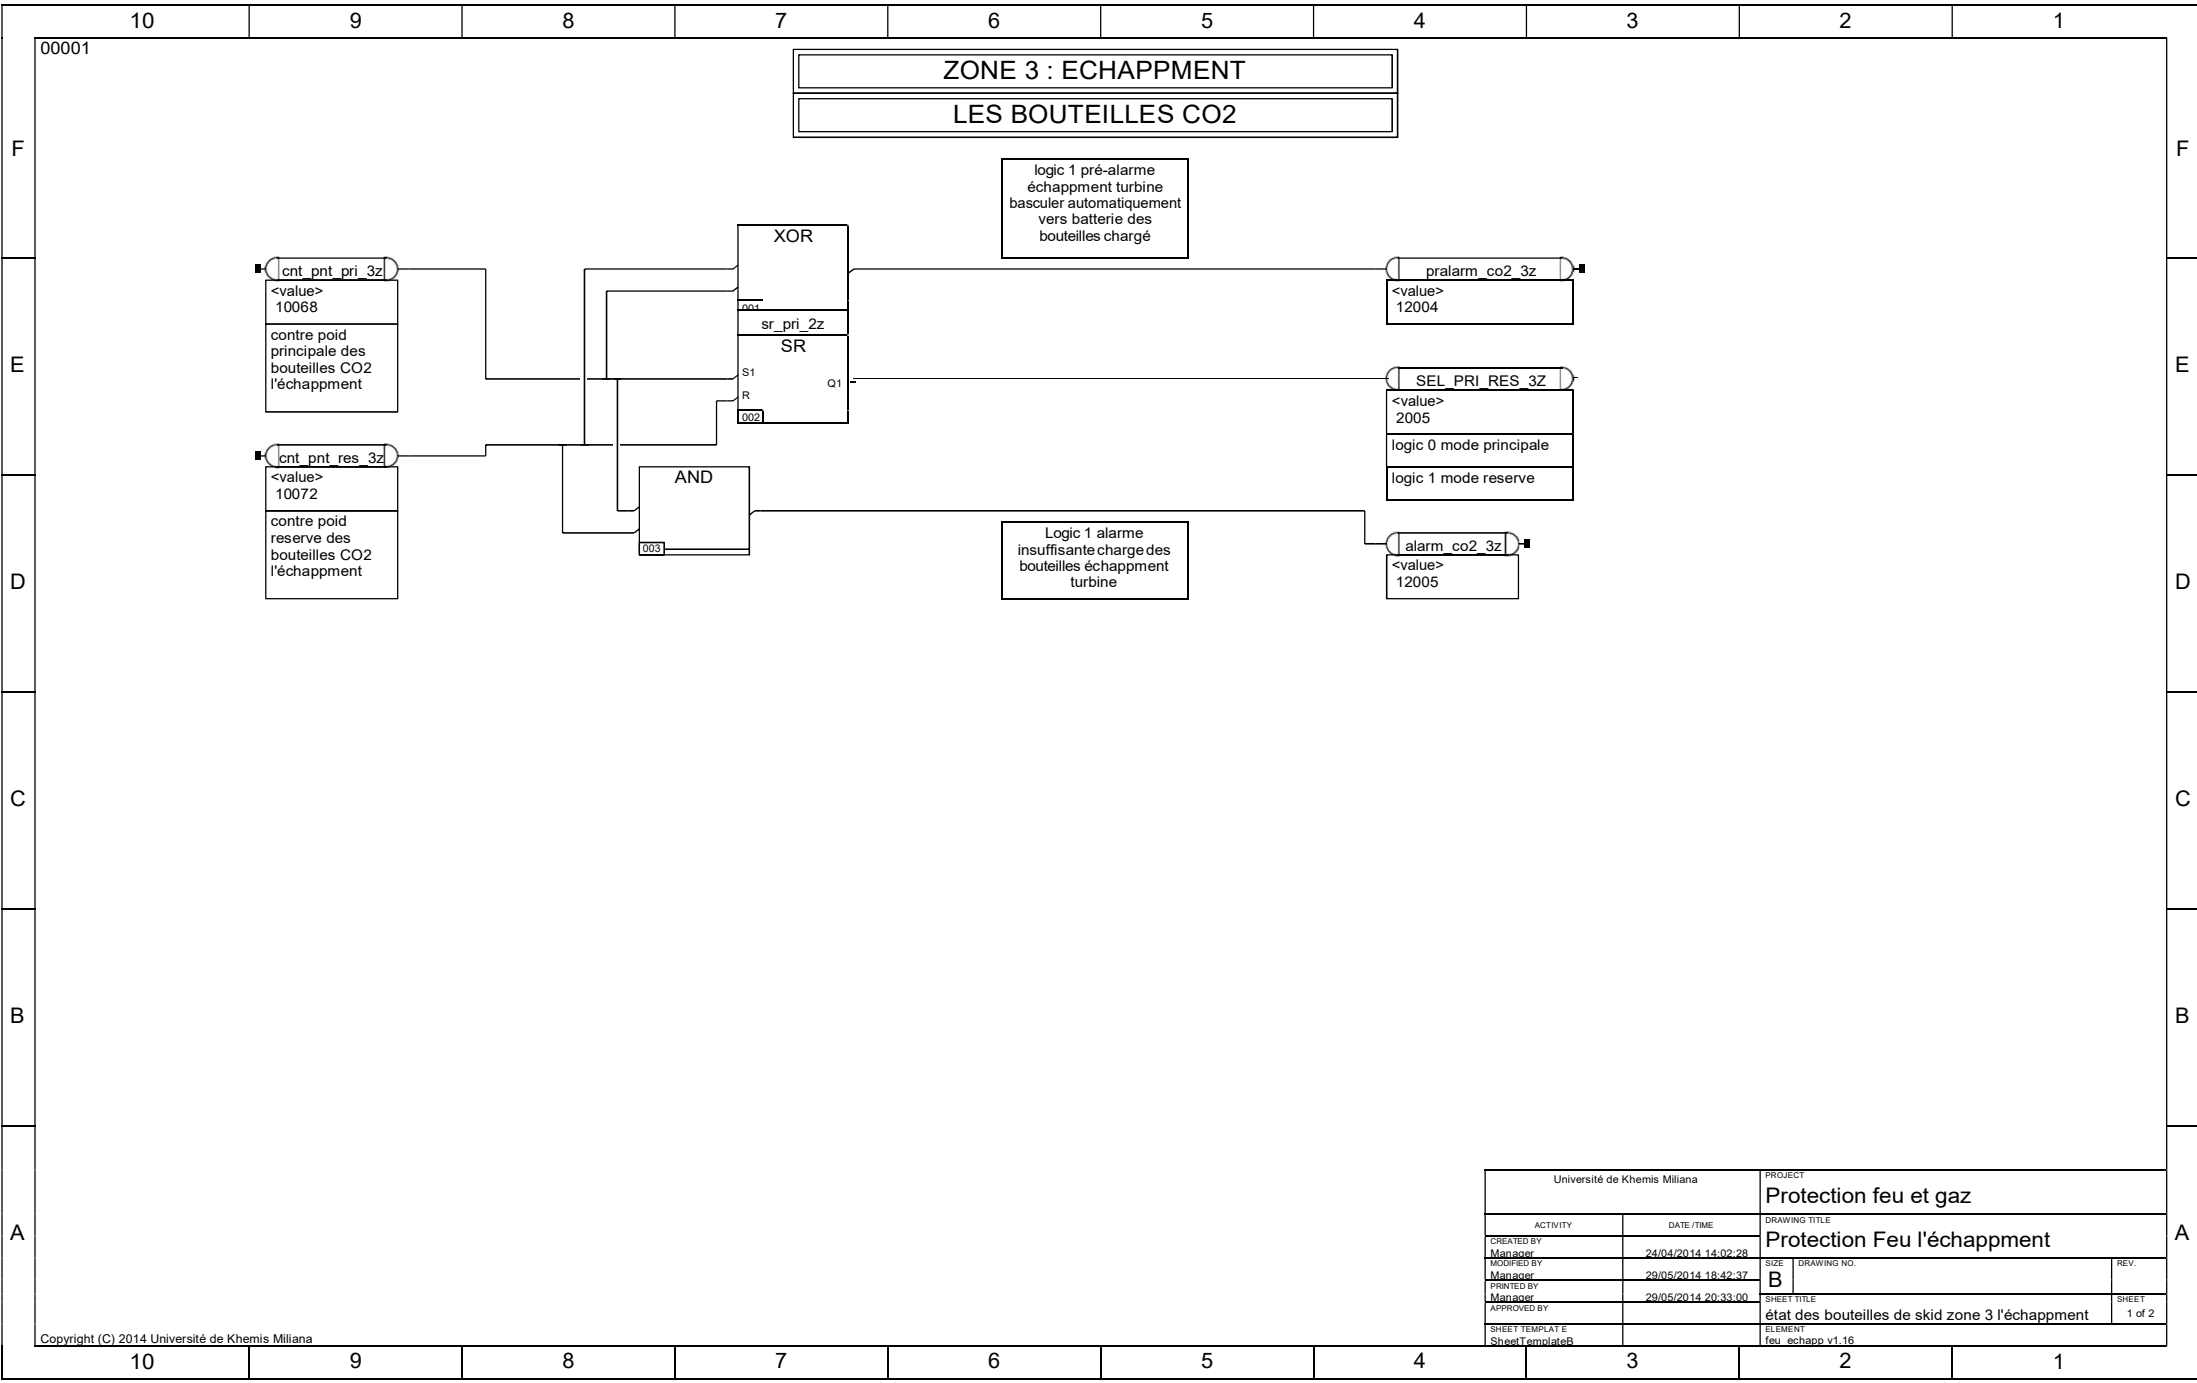 10 9 8 7 6 5 4 3 2 1
00001
ZONE 3 : ECHAPPMENT
LES BOUTEILLES CO2
F F
logic 1 pré-alarme
échappment turbine
basculer automatiquement
vers batterie des
bouteilles chargé
XOR
001
cnt_pnt_pri_3z
<value>
10068
contre poid
principale des
bouteilles CO2
l'échappment
pralarm_co2_3z
<value>
12004
sr_pri_2z
SR
S1
Q1
R
002
E E
SEL_PRI_RES_3Z
<value>
2005
logic 0 mode principale
logic 1 mode reserve
cnt_pnt_res_3z
<value>
10072
contre poid
reserve des
bouteilles CO2
l'échappment
AND
003
Logic 1 alarme
insuffisante charge des
bouteilles échappment
turbine
alarm_co2_3z
<value>
12005
D D
C C
B B
A A
Université de Khemis Miliana
PROJECT
Protection feu et gaz
ACTIVITY DATE /TIME
DRAWING TITLE
Protection Feu l'échappment
CREATED BY
Manager 24/04/2014 14:02:28
MODIFIED BY
Manager 29/05/2014 18:42:37
SIZE DRAWING NO. REV.
B
PRINTED BY
Manager 29/05/2014 20:33:00
APPROVED BY
SHEET TITLE SHEET
état des bouteilles de skid zone 3 l'échappment 1 of 2
SHEET TEMPLAT E
SheetTemplateB
ELEMENT
feu_echapp v1.16
Copyright (C) 2014 Université de Khemis Miliana
10 9 8 7 6 5 4 3 2 1